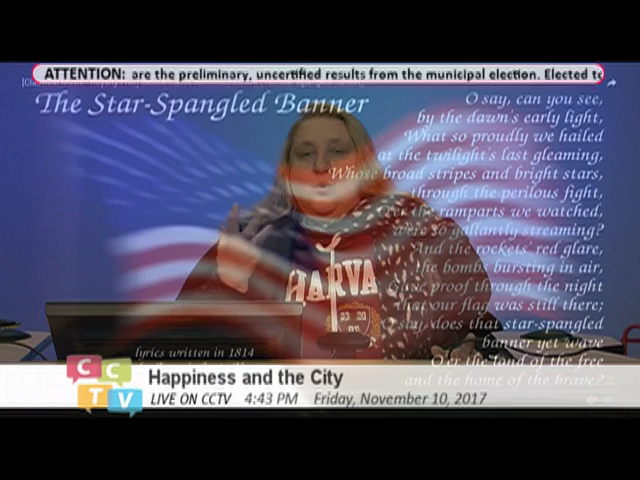 ATTENTION: are the preliminary, uncertified results from the municipal election. Elected to
The Star-Spangled Banner
O say, can you see,
by the dawn's early light,
What so proudly we hailed
at the twilight's last gleaming,
Whose broad stripes and bright stars,
through the perilous fight,
O'er the ramparts we watched,
were so gallantly streaming?
And the rockets' red glare,
the bombs bursting in air,
Gave proof through the night
that our flag was still there;
O say, does that star-spangled
banner yet wave
O'er the land of the free
and the home of the brave?
HARVA
lyrics written in 1814
CCTV
Happiness and the City
LIVE ON CCTV 4:43 PM Friday, November 10, 2017